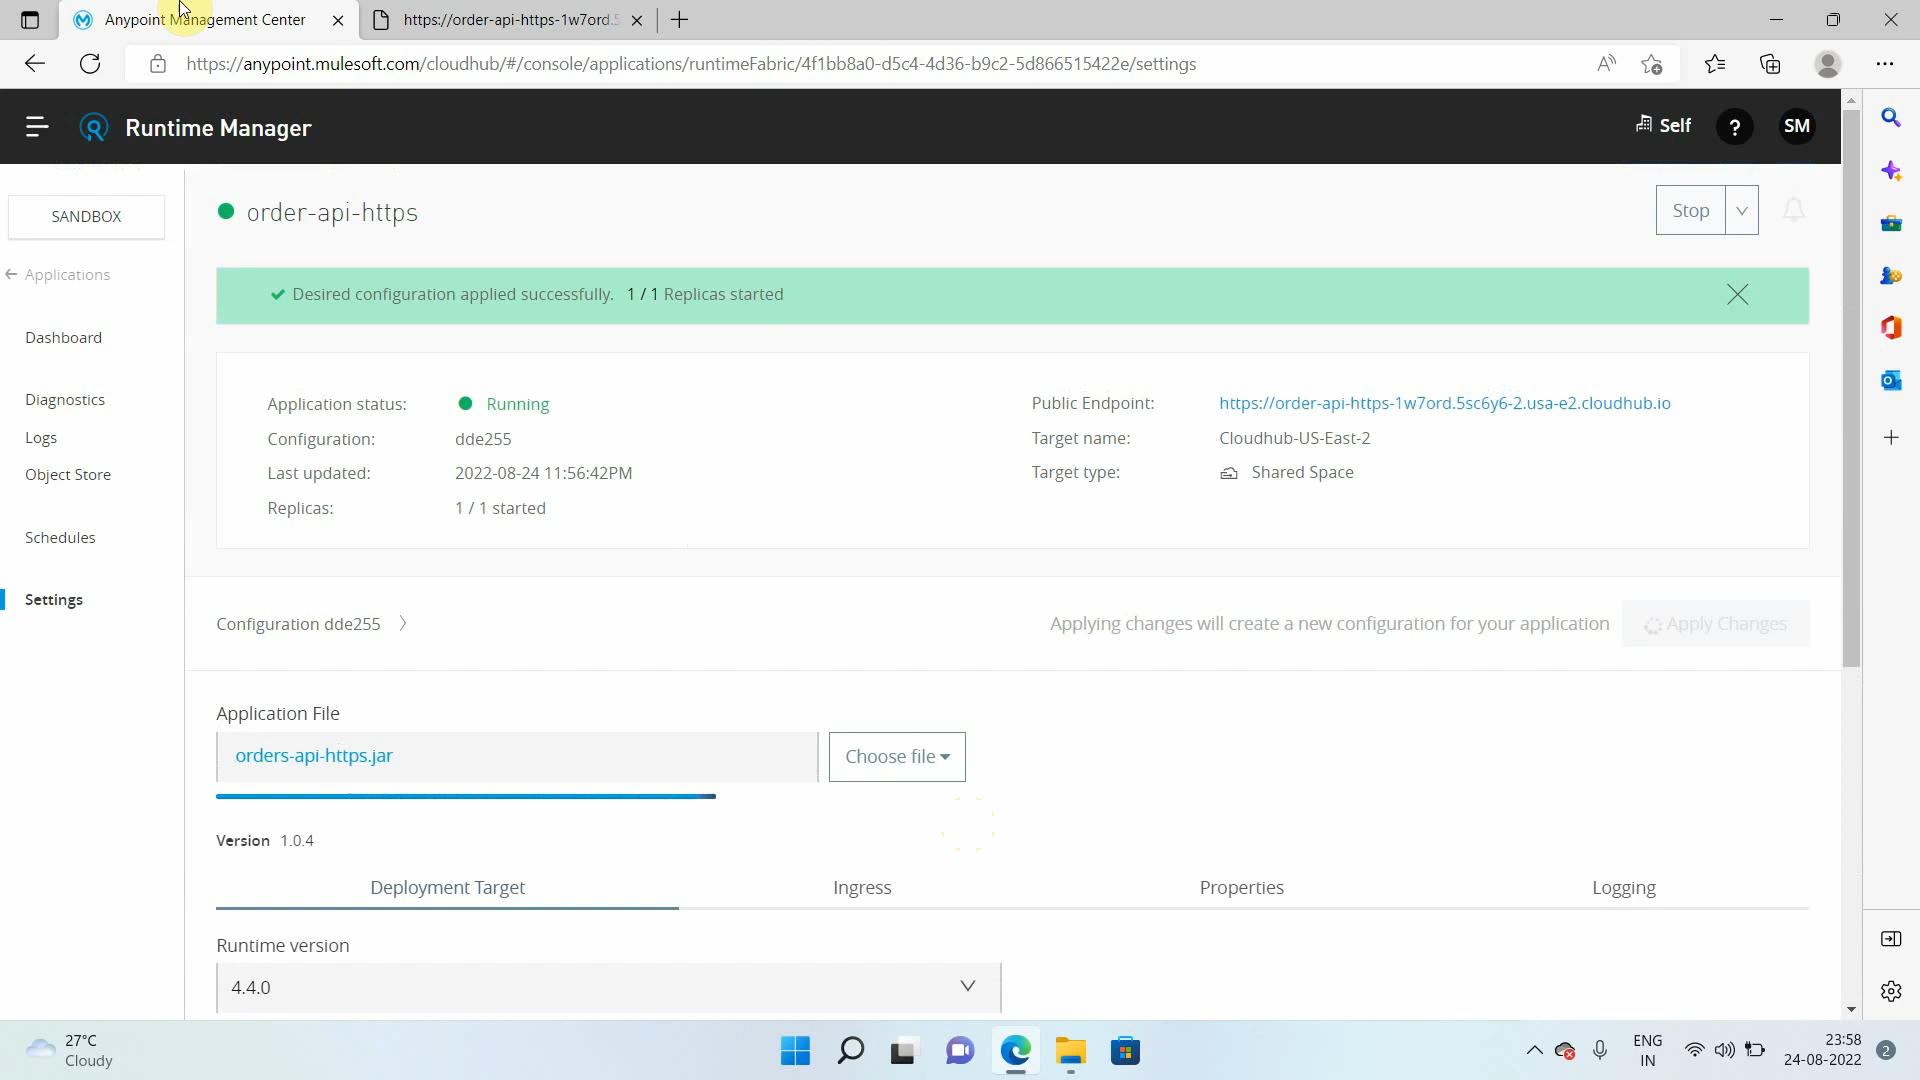 Anypoint Management Center
https://order-api-https-1w7ord.5
https://anypoint.mulesoft.com/cloudhub/#/console/applications/runtimeFabric/4f1bb8a0-d5c4-4d36-b9c2-5d866515422e/settings
Runtime Manager
Self
?
SM
SANDBOX
order-api-https
Stop
Applications
Desired configuration applied successfully. 1 / 1 Replicas started
Dashboard
Diagnostics
Logs
Object Store
Schedules
Settings
Application status: Running
Configuration: dde255
Last updated: 2022-08-24 11:56:42PM
Replicas: 1 / 1 started
Public Endpoint: https://order-api-https-1w7ord.5sc6y6-2.usa-e2.cloudhub.io
Target name: Cloudhub-US-East-2
Target type: Shared Space
Configuration dde255
Applying changes will create a new configuration for your application
Apply Changes
Application File
orders-api-https.jar
Choose file
Version 1.0.4
Deployment Target
Ingress
Properties
Logging
Runtime version
4.4.0
27°C
Cloudy
ENG
IN
23:58
24-08-2022
2